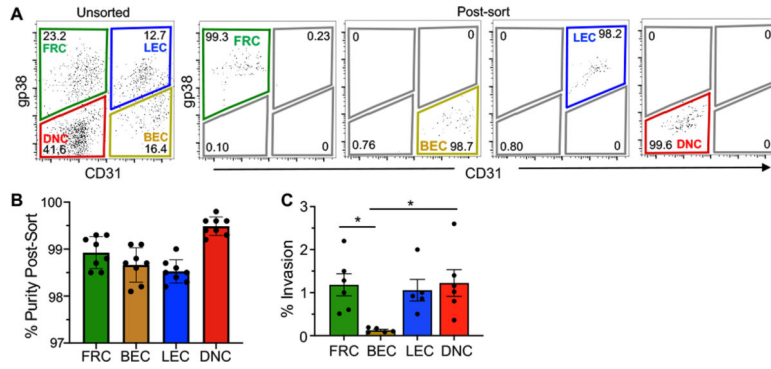 A
Unsorted
Post-sort
gp38
23.2
FRC
12.7
LEC
DNC
41.6
BEC
16.4
CD31
gp38
99.3 FRC
0.23
0.10
0
0
0
0.76
BEC 98.7
0
LEC 98.2
0.80
0
0
0
99.6 DNC
0
CD31
B
% Purity Post-Sort
100
99
98
97
FRC BEC LEC DNC
C
% Invasion
3
2
1
0
*
*
FRC BEC LEC DNC